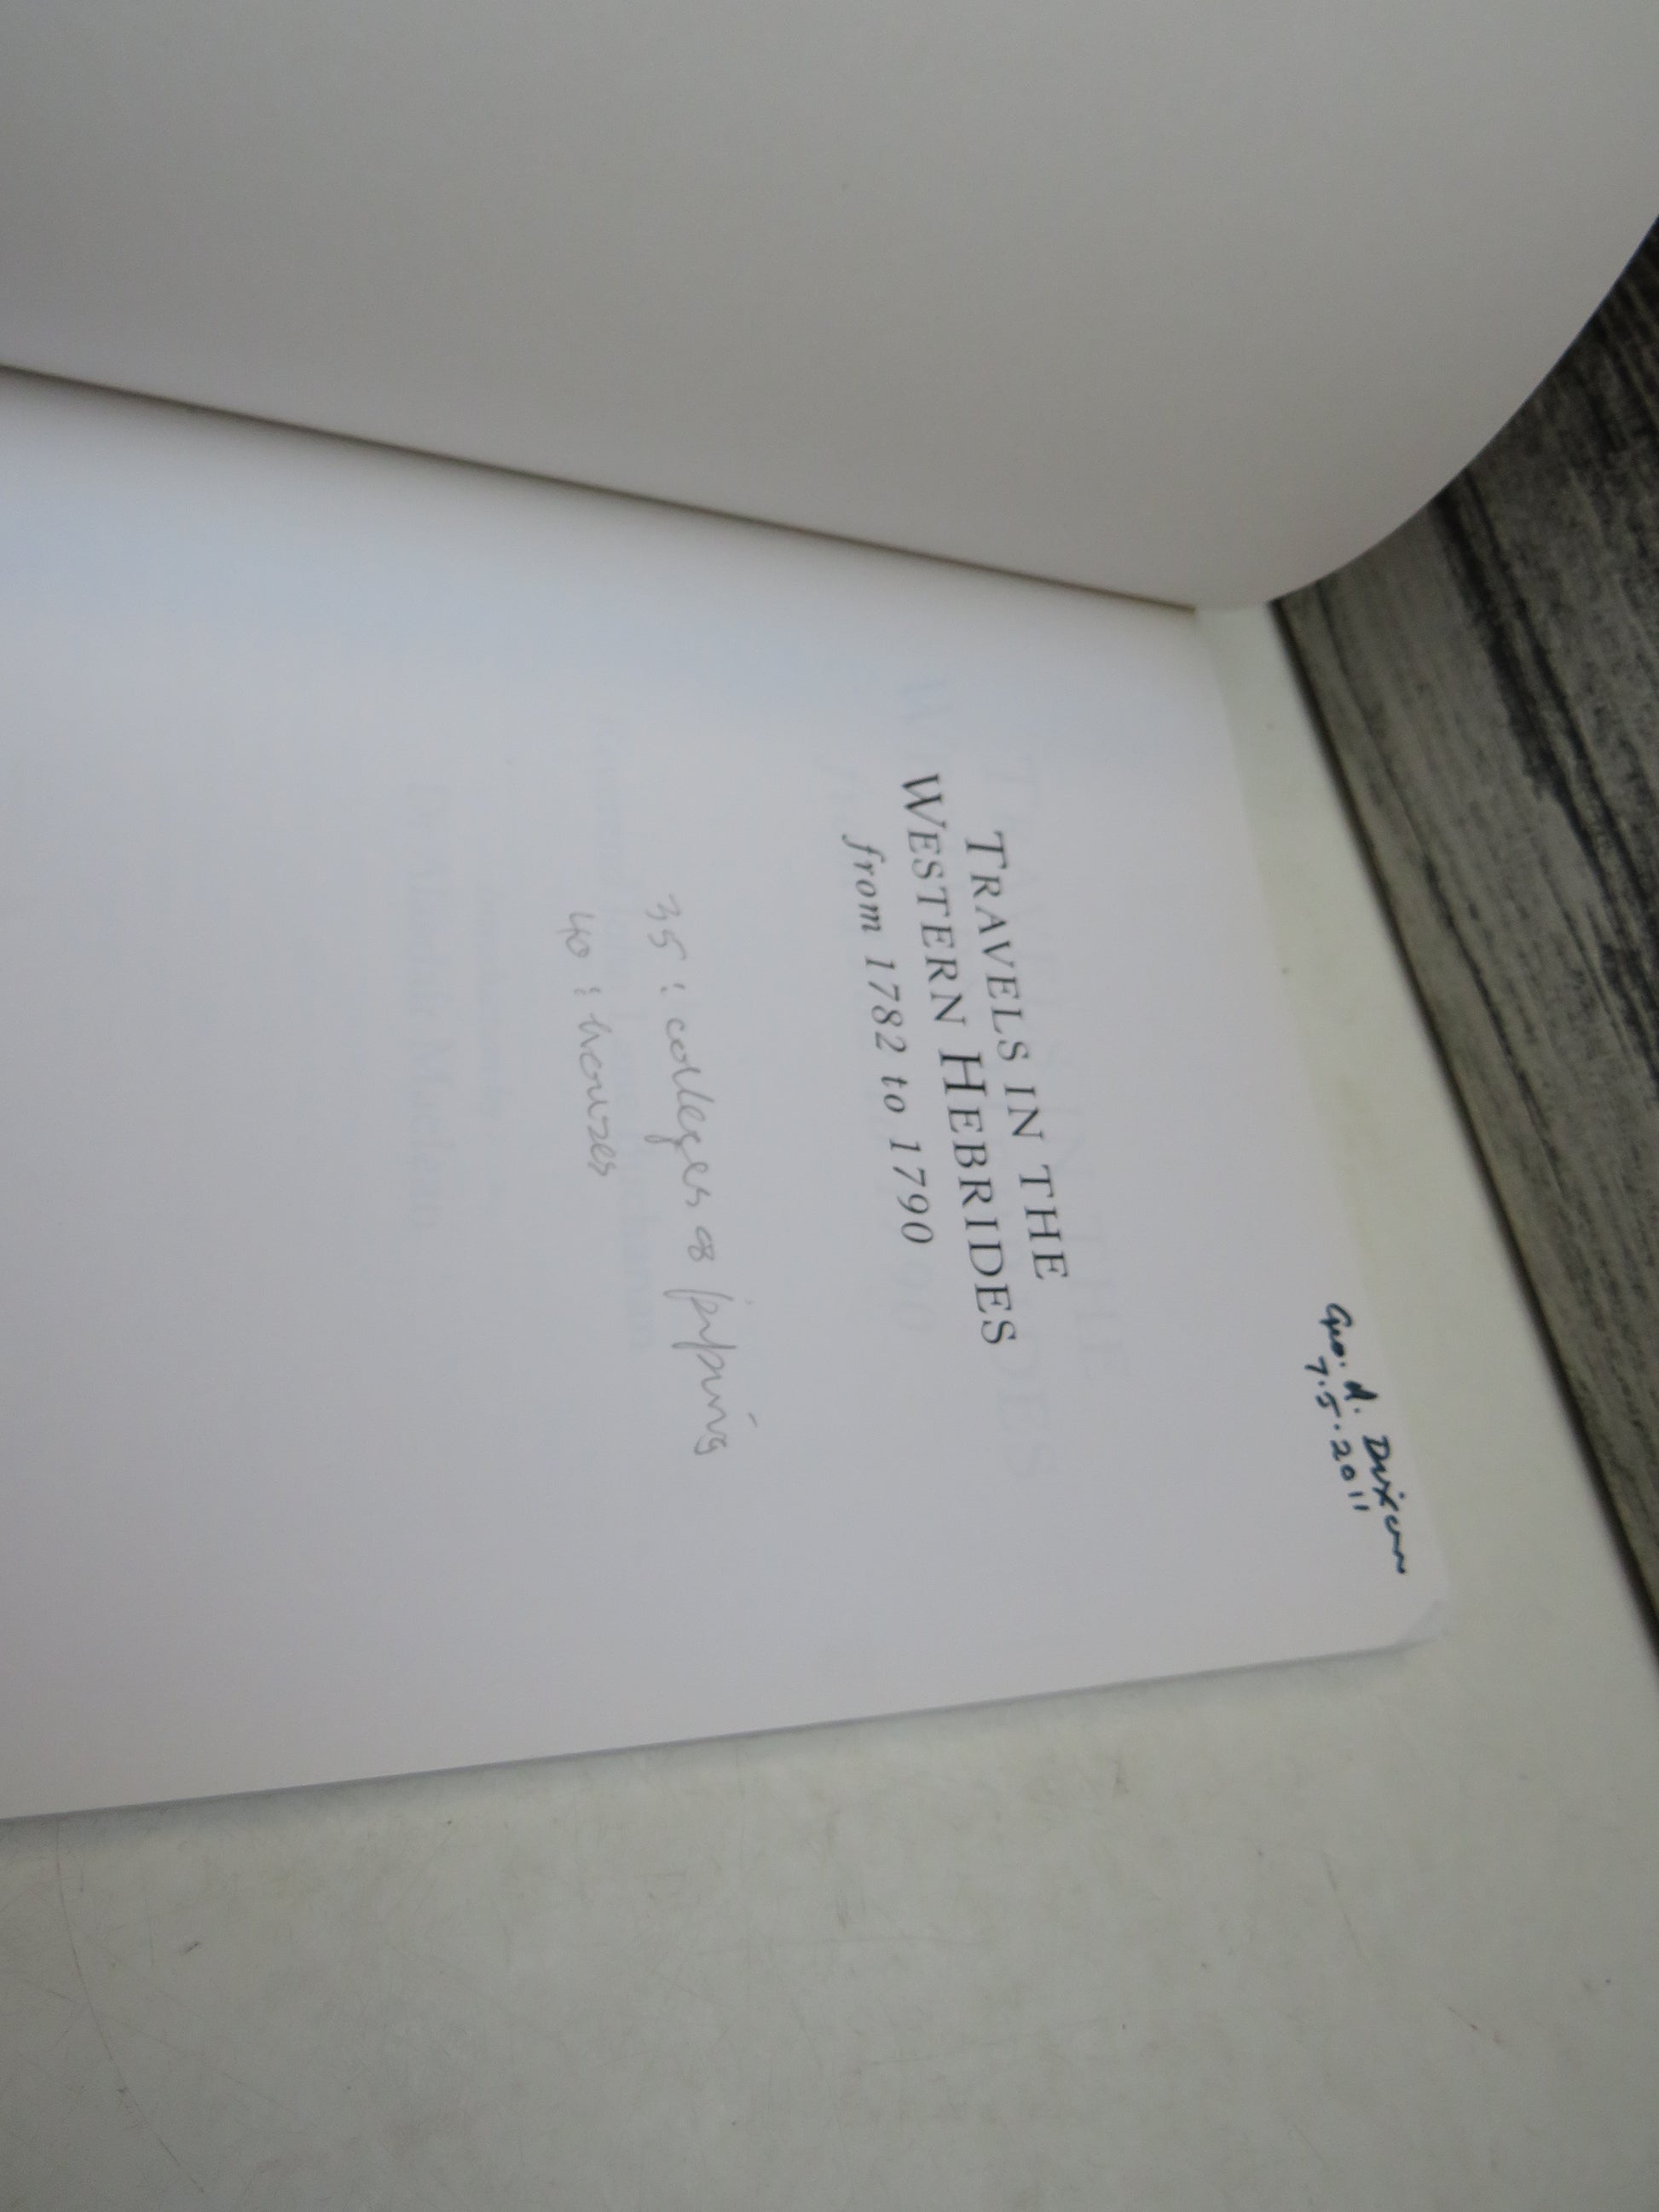 Geo. A. Dixon
7.5.2011
TRAVELS IN THE
WESTERN HEBRIDES
from 1782 to 1790
35: colleges of piping
40: houses